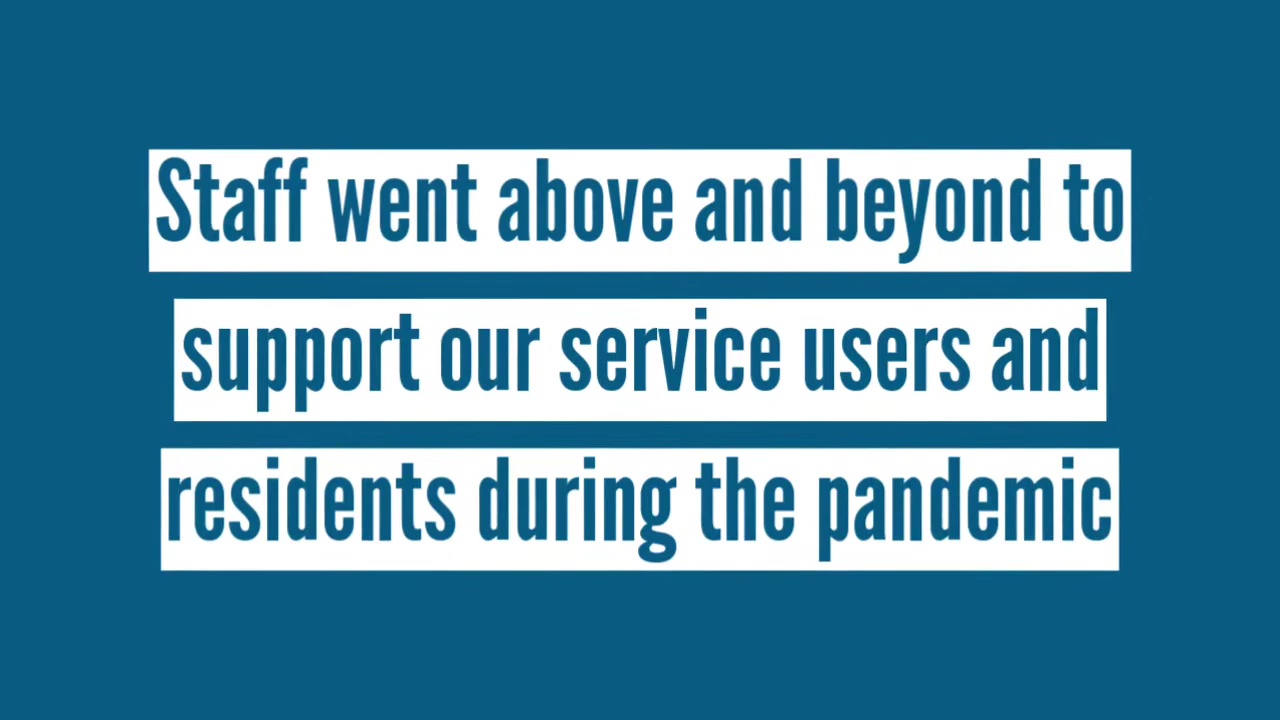 Staff went above and beyond to
support our service users and
residents during the pandemic